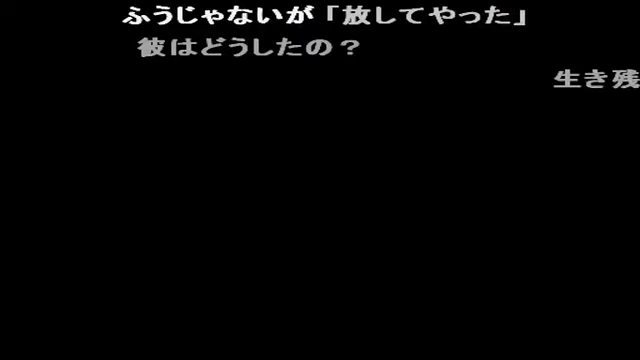 ふうじゃないが「放してやった」
彼はどうしたの？
生き残